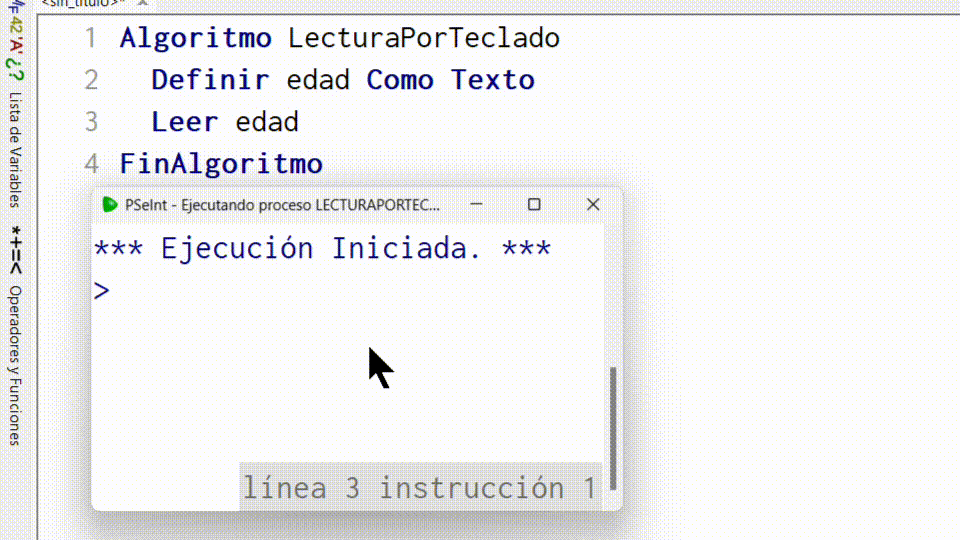 <sin_titulo>*
1 Algoritmo LecturaPorTeclado
2 Definir edad Como Texto
3 Leer edad
4 FinAlgoritmo
PSeInt - Ejecutando proceso LECTURAPORTEC...
*** Ejecución Iniciada. ***
>
línea 3 instrucción 1
42 'A' ¿? Lista de Variables
*+=< Operadores y Funciones